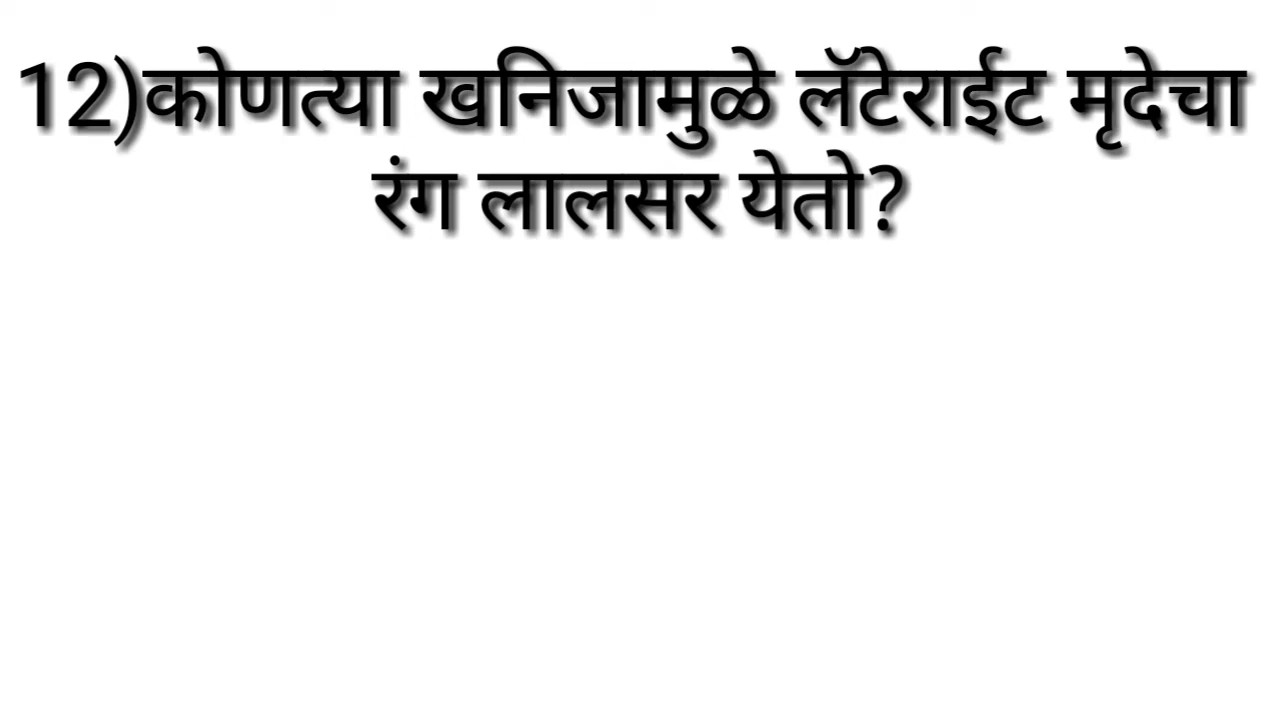 12)कोणत्या खनिजामुळे लॅटेराईट मृदेचा
रंग लालसर येतो?